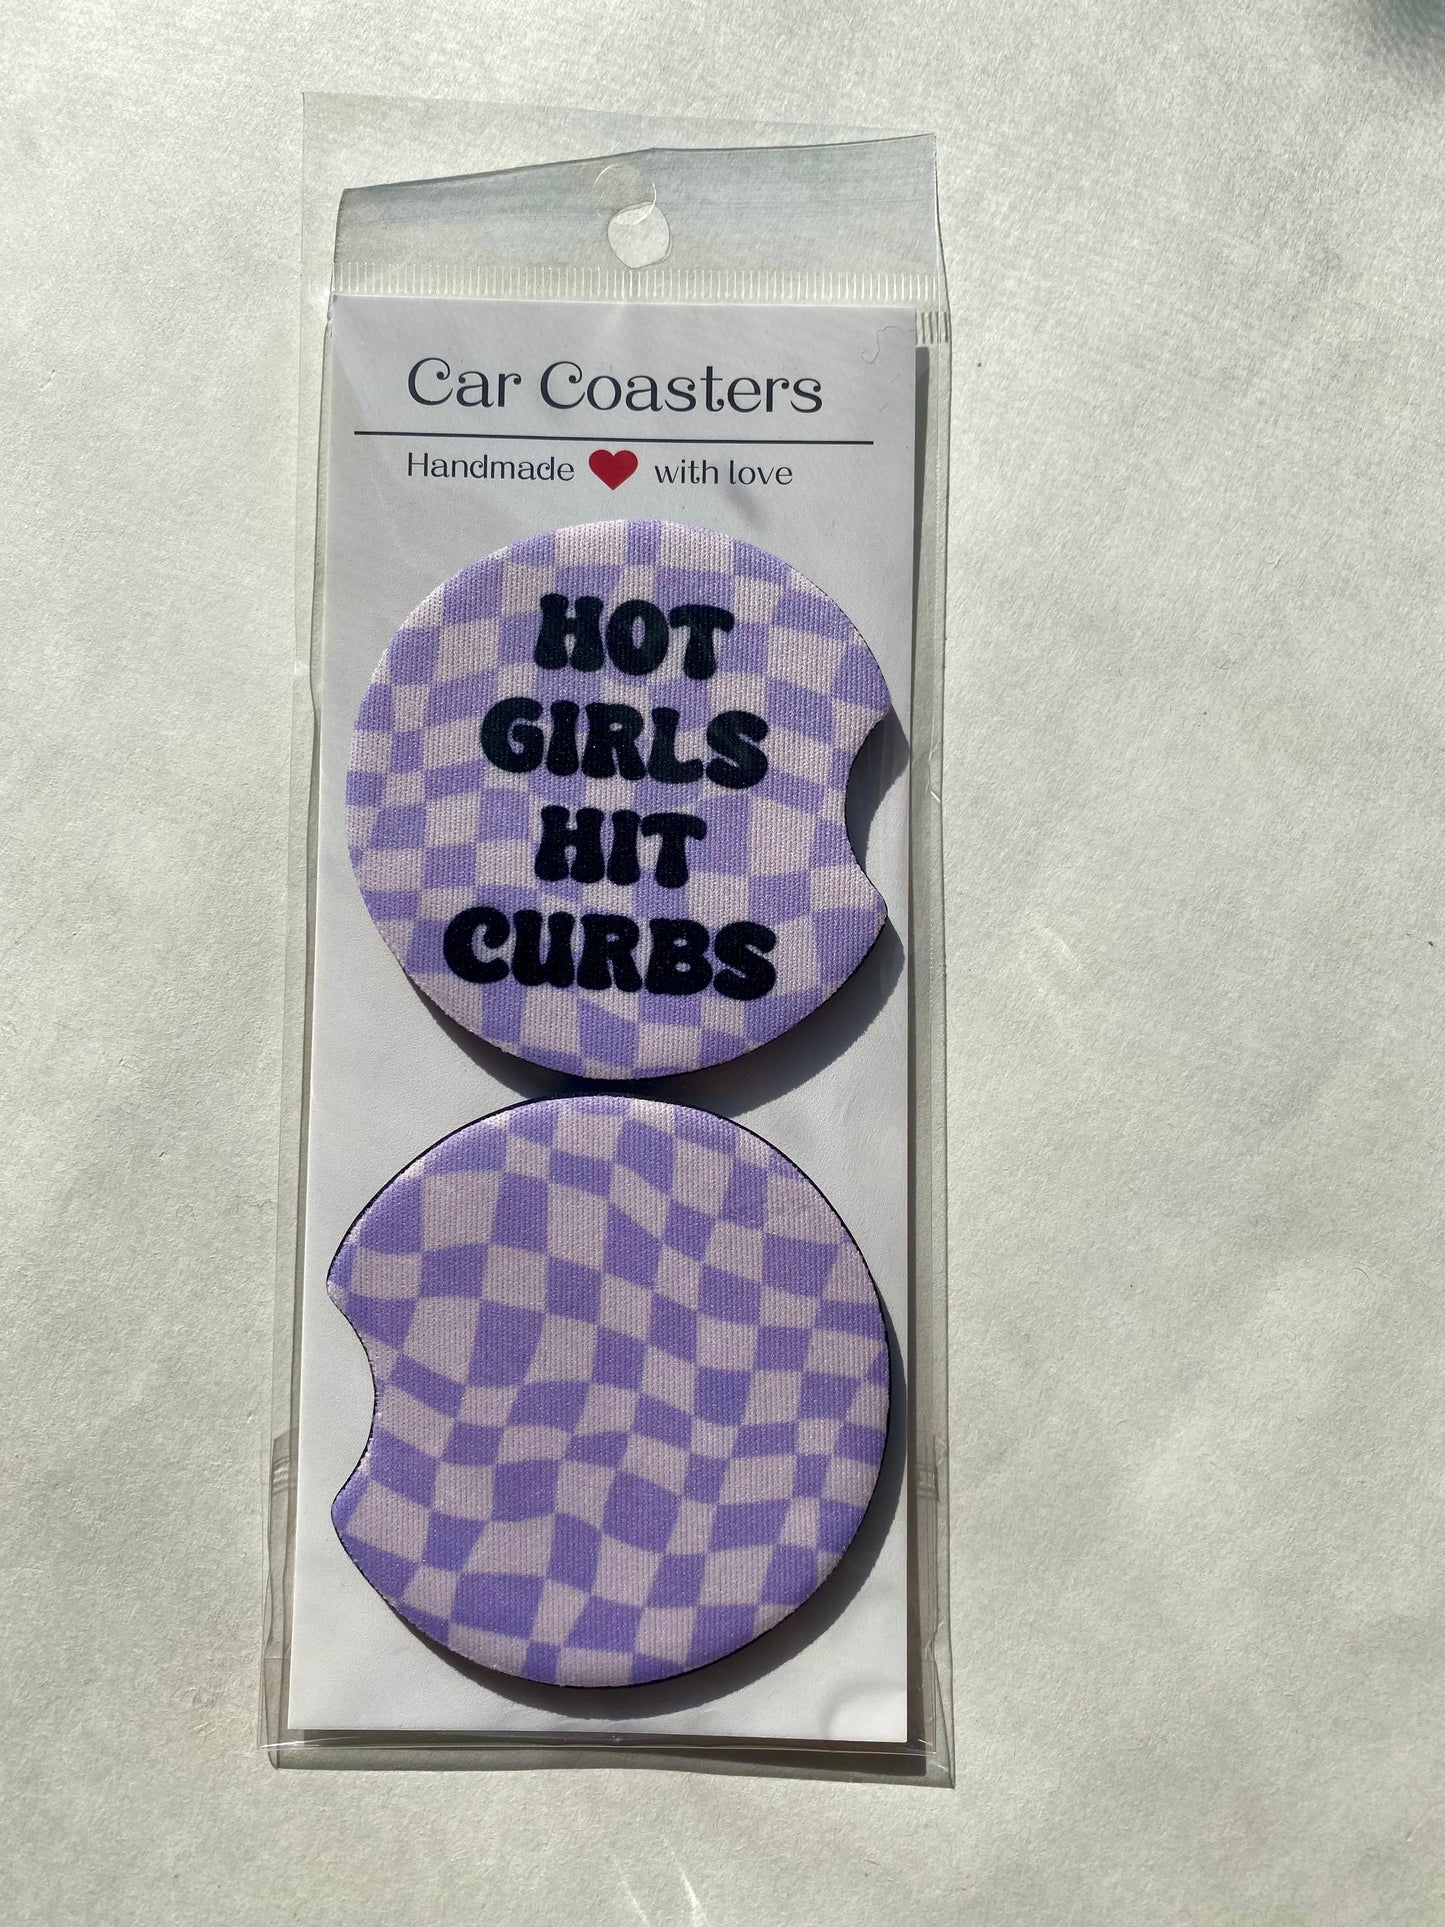 Car Coasters
Handmade ❤ with love
HOT
GIRLS
HIT
CURBS